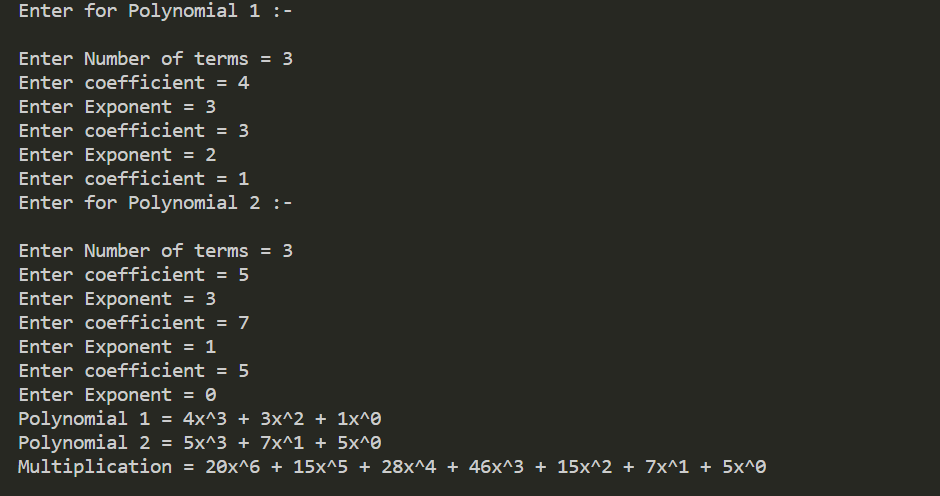 Enter for Polynomial 1 :-
Enter Number of terms = 3
Enter coefficient = 4
Enter Exponent = 3
Enter coefficient = 3
Enter Exponent = 2
Enter coefficient = 1
Enter for Polynomial 2 :-
Enter Number of terms = 3
Enter coefficient = 5
Enter Exponent = 3
Enter coefficient = 7
Enter Exponent = 1
Enter coefficient = 5
Enter Exponent = 0
Polynomial 1 = 4x^3 + 3x^2 + 1x^0
Polynomial 2 = 5x^3 + 7x^1 + 5x^0
Multiplication = 20x^6 + 15x^5 + 28x^4 + 46x^3 + 15x^2 + 7x^1 + 5x^0